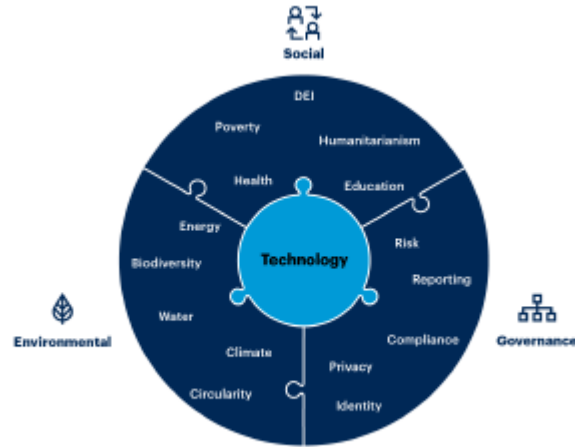 Social
DEI
Poverty
Humanitarianism
Health
Education
Energy
Risk
Technology
Biodiversity
Reporting
Water
Environmental
Compliance
Governance
Climate
Privacy
Circularity
Identity